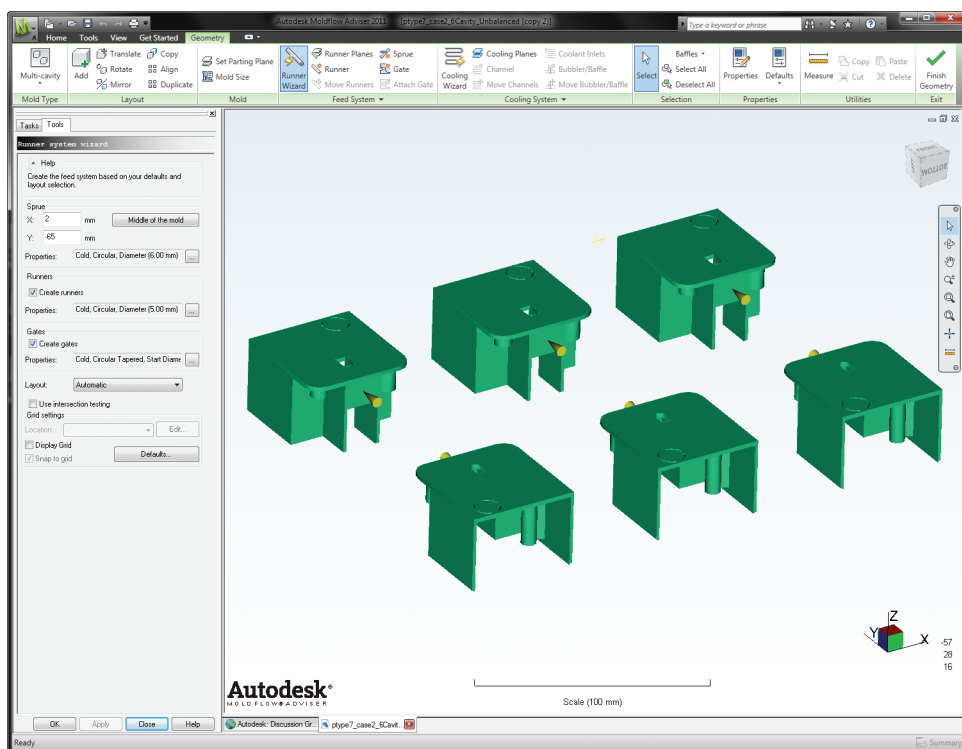 Autodesk Moldflow Adviser 2011 [ptype7_case2_6Cavity_Unbalanced (copy 2)]
Type a keyword or phrase
Home Tools View Get Started Geometry
Multi-cavity
Add
Translate Copy
Rotate Align
Mirror Duplicate
Set Parting Plane
Mold Size
Runner Wizard
Runner Planes Sprue
Runner Gate
Move Runners Attach Gate
Cooling Wizard
Cooling Planes Coolant Inlets
Channel Bubbler/Baffle
Move Channels Move Bubbler/Baffle
Select
Baffles
Select All
Deselect All
Properties Defaults
Measure
Copy Paste
Cut Delete
Finish Geometry
Mold Type Layout Mold Feed System Cooling System Selection Properties Utilities Exit
Tasks Tools
Runner system wizard
Help
Create the feed system based on your defaults and
layout selection.
Sprue
X: 2 mm Middle of the mold
Y: -65 mm
Properties: Cold, Circular, Diameter (6.00 mm) ...
Runners
Create runners
Properties: Cold, Circular, Diameter (5.00 mm) ...
Gates
Create gates
Properties: Cold, Circular Tapered, Start Diame ...
Layout: Automatic
Use intersection testing
Grid settings
Location: Edit...
Display Grid
Snap to grid
Defaults...
FRONT
BOTTOM
Z
Y
X
-57
28
16
Autodesk®
MOLDFLOW ADVISER
Scale (100 mm)
OK Apply Close Help
Autodesk: Discussion Gr... ptype7_case2_6Cavit...
Ready
Summary